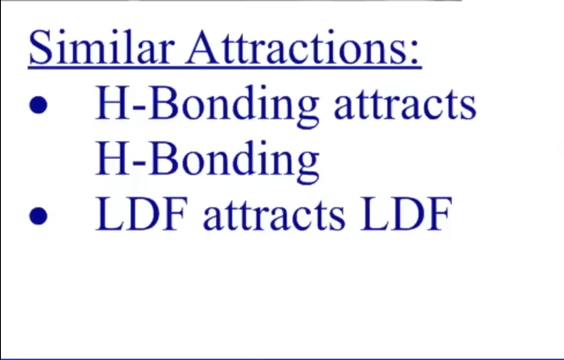 Similar Attractions:
● H-Bonding attracts
H-Bonding
● LDF attracts LDF